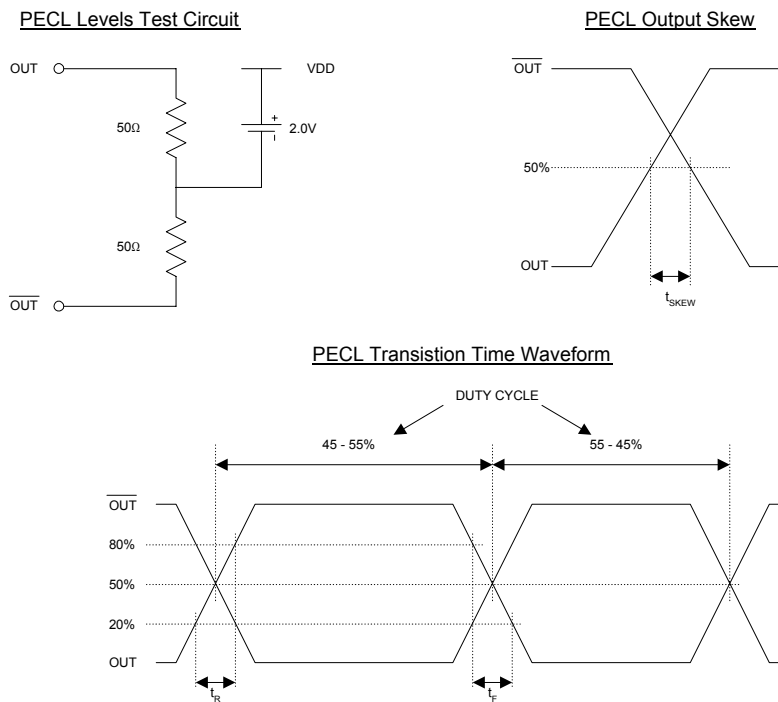 PECL Levels Test Circuit
OUT
VDD
50Ω
+
2.0V
−
50Ω
OUT
PECL Output Skew
OUT
50%
OUT
tSKEW
PECL Transistion Time Waveform
DUTY CYCLE
45 - 55%
55 - 45%
OUT
80%
50%
20%
OUT
tR
tF